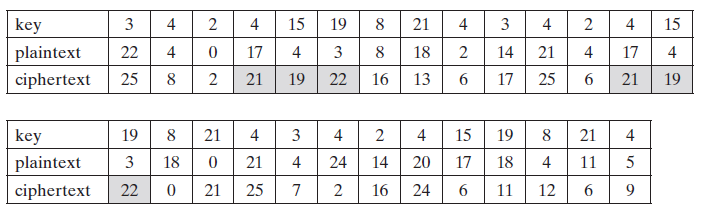 key 3 4 2 4 15 19 8 21 4 3 4 2 4 15
plaintext 22 4 0 17 4 3 8 18 2 14 21 4 17 4
ciphertext 25 8 2 21 19 22 16 13 6 17 25 6 21 19
key 19 8 21 4 3 4 2 4 15 19 8 21 4
plaintext 3 18 0 21 4 24 14 20 17 18 4 11 5
ciphertext 22 0 21 25 7 2 16 24 6 11 12 6 9